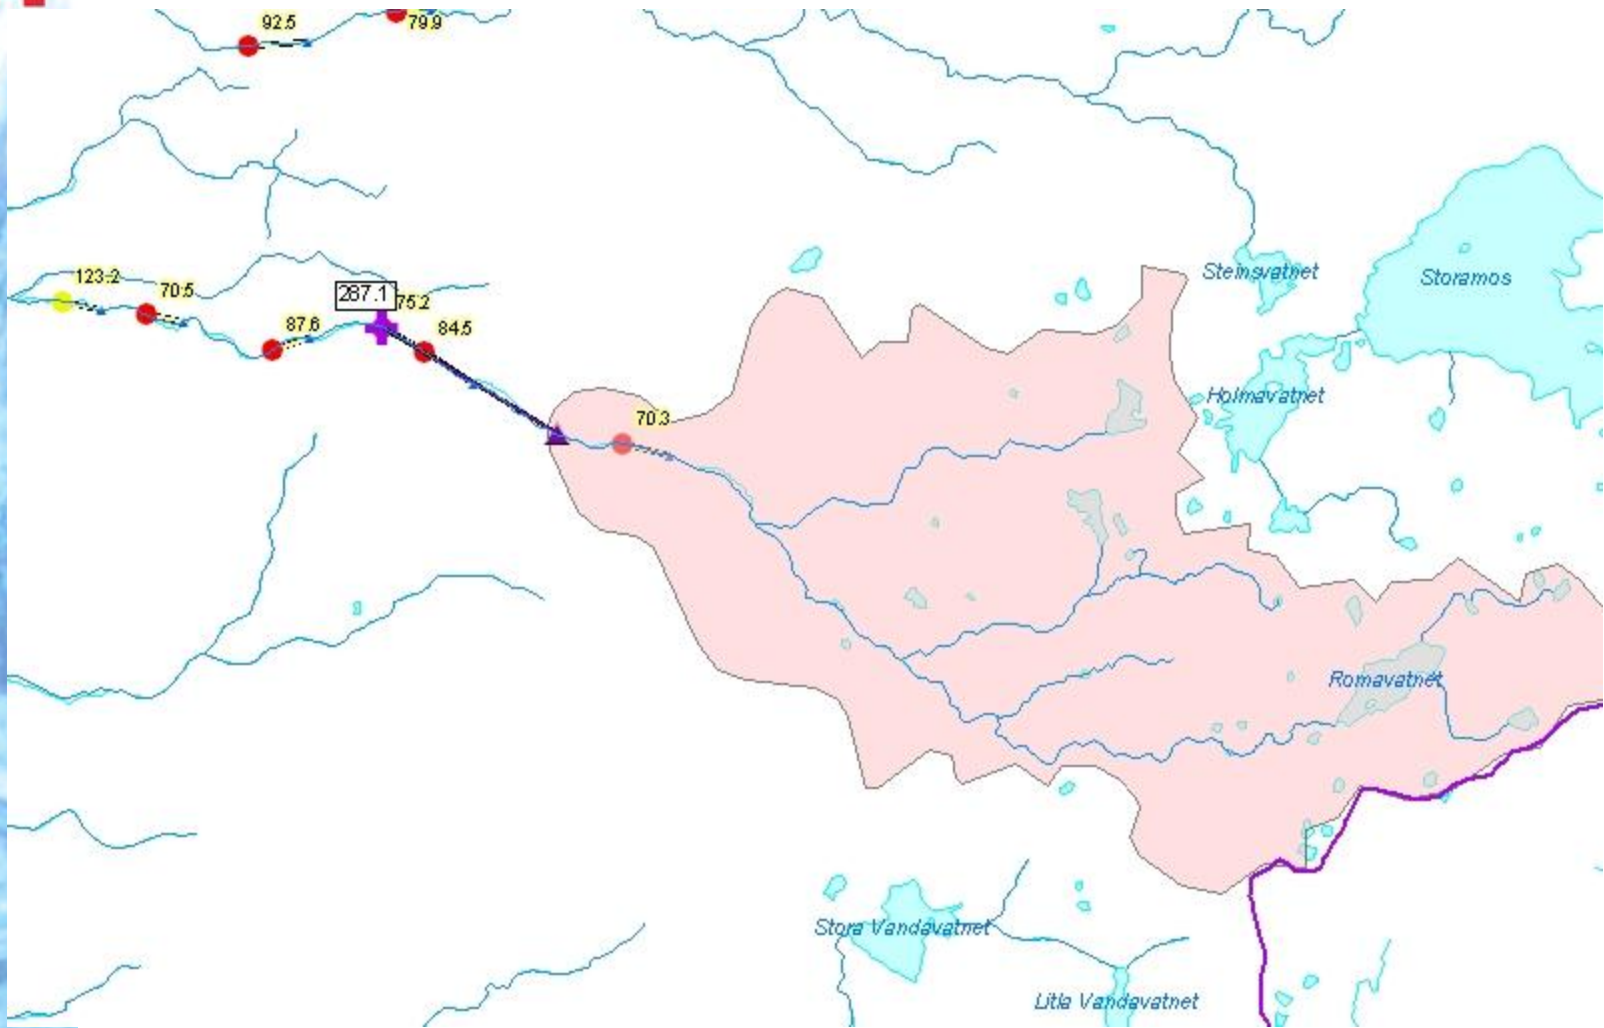 92.5
79.9
Steinsvatnet
Storamos
123.2
70.5
287.1
75.2
87.6
84.5
Holmavatnet
70.3
Romavatnet
Stora Vandavatnet
Litla Vandavatnet